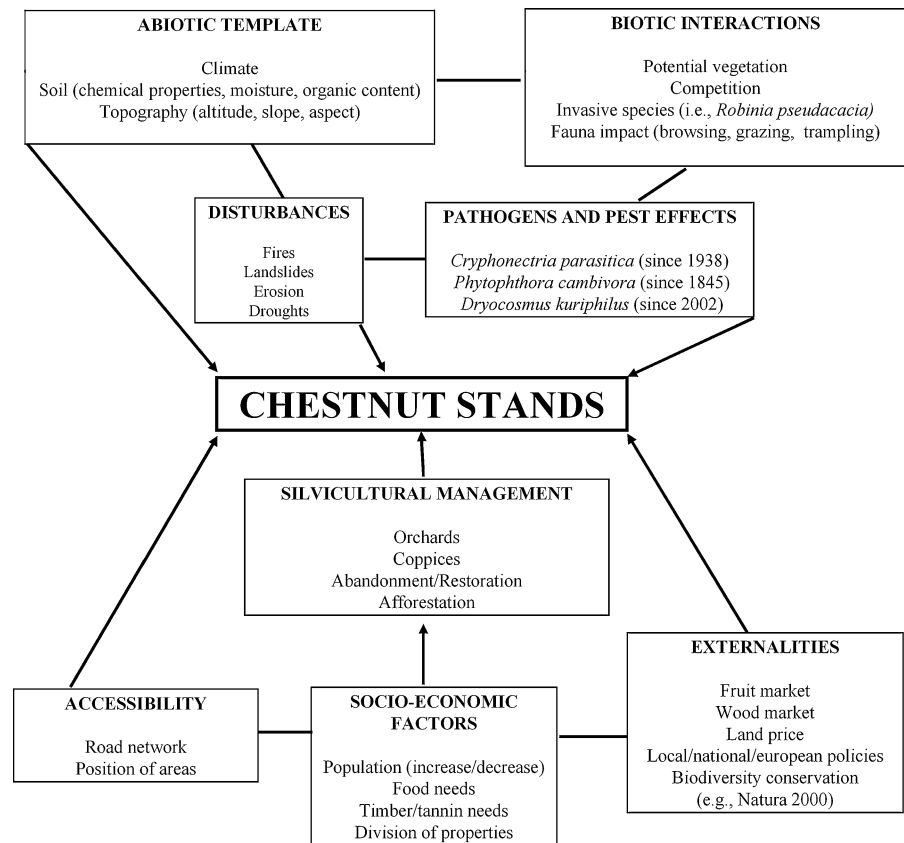 ABIOTIC TEMPLATE
Climate
Soil (chemical properties, moisture, organic content)
Topography (altitude, slope, aspect)
BIOTIC INTERACTIONS
Potential vegetation
Competition
Invasive species (i.e., Robinia pseudacacia)
Fauna impact (browsing, grazing, trampling)
DISTURBANCES
Fires
Landslides
Erosion
Droughts
PATHOGENS AND PEST EFFECTS
Cryphonectria parasitica (since 1938)
Phytophthora cambivora (since 1845)
Dryocosmus kuriphilus (since 2002)
CHESTNUT STANDS
SILVICULTURAL MANAGEMENT
Orchards
Coppices
Abandonment/Restoration
Afforestation
ACCESSIBILITY
Road network
Position of areas
SOCIO-ECONOMIC
FACTORS
Population (increase/decrease)
Food needs
Timber/tannin needs
Division of properties
EXTERNALITIES
Fruit market
Wood market
Land price
Local/national/european policies
Biodiversity conservation
(e.g., Natura 2000)